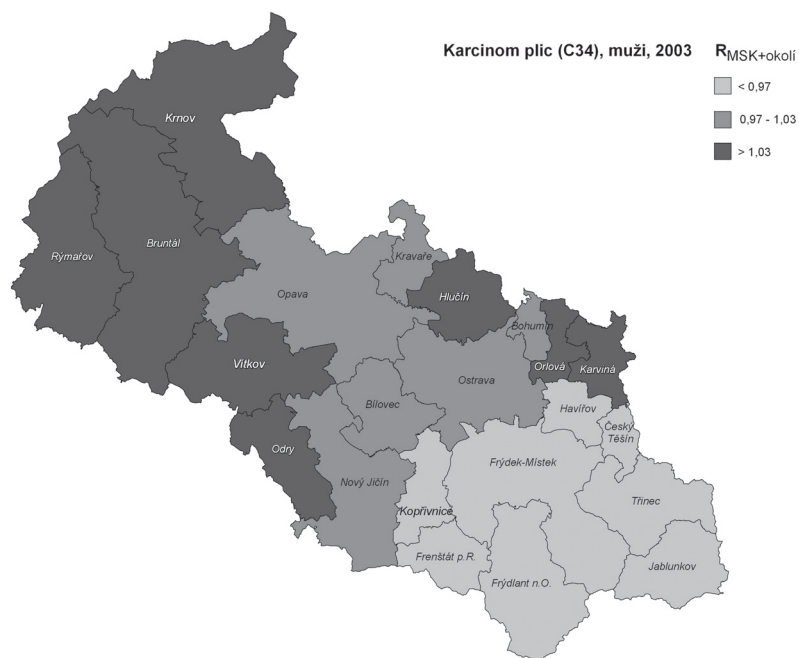 Karcinom plic (C34), muži, 2003
R MSK+okolí
< 0,97
0,97 - 1,03
> 1,03
Krnov
Rýmařov
Bruntál
Opava
Kravaře
Hlučín
Bohumín
Vítkov
Orlová
Karviná
Ostrava
Bílovec
Havířov
Český
Těšín
Odry
Nový Jičín
Frýdek-Místek
Třinec
Kopřivnice
Frenštát p.R.
Frýdlant n.O.
Jablunkov